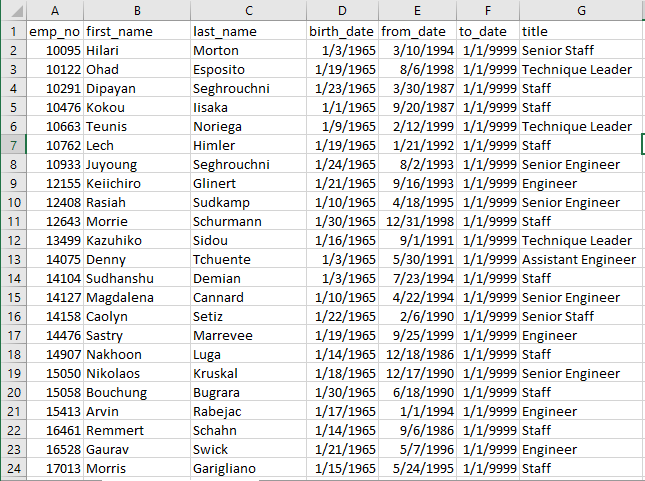 A B C D E F G
1 emp_no first_name last_name birth_date from_date to_date title
2 10095 Hilari Morton 1/3/1965 3/10/1994 1/1/9999 Senior Staff
3 10122 Ohad Esposito 1/19/1965 8/6/1998 1/1/9999 Technique Leader
4 10291 Dipayan Seghrouchni 1/23/1965 3/30/1987 1/1/9999 Staff
5 10476 Kokou Iisaka 1/1/1965 9/20/1987 1/1/9999 Staff
6 10663 Teunis Noriega 1/9/1965 2/12/1999 1/1/9999 Technique Leader
7 10762 Lech Himler 1/19/1965 1/21/1992 1/1/9999 Staff
8 10933 Juyoung Seghrouchni 1/24/1965 8/2/1993 1/1/9999 Senior Engineer
9 12155 Keiichiro Glinert 1/21/1965 9/16/1993 1/1/9999 Engineer
10 12408 Rasiah Sudkamp 1/10/1965 4/18/1995 1/1/9999 Senior Engineer
11 12643 Morrie Schurmann 1/30/1965 12/31/1998 1/1/9999 Staff
12 13499 Kazuhiko Sidou 1/16/1965 9/1/1991 1/1/9999 Technique Leader
13 14075 Denny Tchuente 1/3/1965 5/30/1991 1/1/9999 Assistant Engineer
14 14104 Sudhanshu Demian 1/3/1965 7/23/1994 1/1/9999 Staff
15 14127 Magdalena Cannard 1/10/1965 4/22/1994 1/1/9999 Senior Engineer
16 14158 Caolyn Setiz 1/22/1965 2/6/1990 1/1/9999 Senior Staff
17 14476 Sastry Marrevee 1/19/1965 9/25/1999 1/1/9999 Engineer
18 14907 Nakhoon Luga 1/14/1965 12/18/1986 1/1/9999 Staff
19 15050 Nikolaos Kruskal 1/18/1965 12/17/1990 1/1/9999 Senior Engineer
20 15058 Bouchung Bugrara 1/30/1965 6/18/1990 1/1/9999 Staff
21 15413 Arvin Rabejac 1/17/1965 1/1/1994 1/1/9999 Engineer
22 16461 Remmert Schahn 1/14/1965 9/6/1986 1/1/9999 Staff
23 16528 Gaurav Swick 1/21/1965 5/7/1996 1/1/9999 Engineer
24 17013 Morris Garigliano 1/15/1965 5/24/1995 1/1/9999 Staff